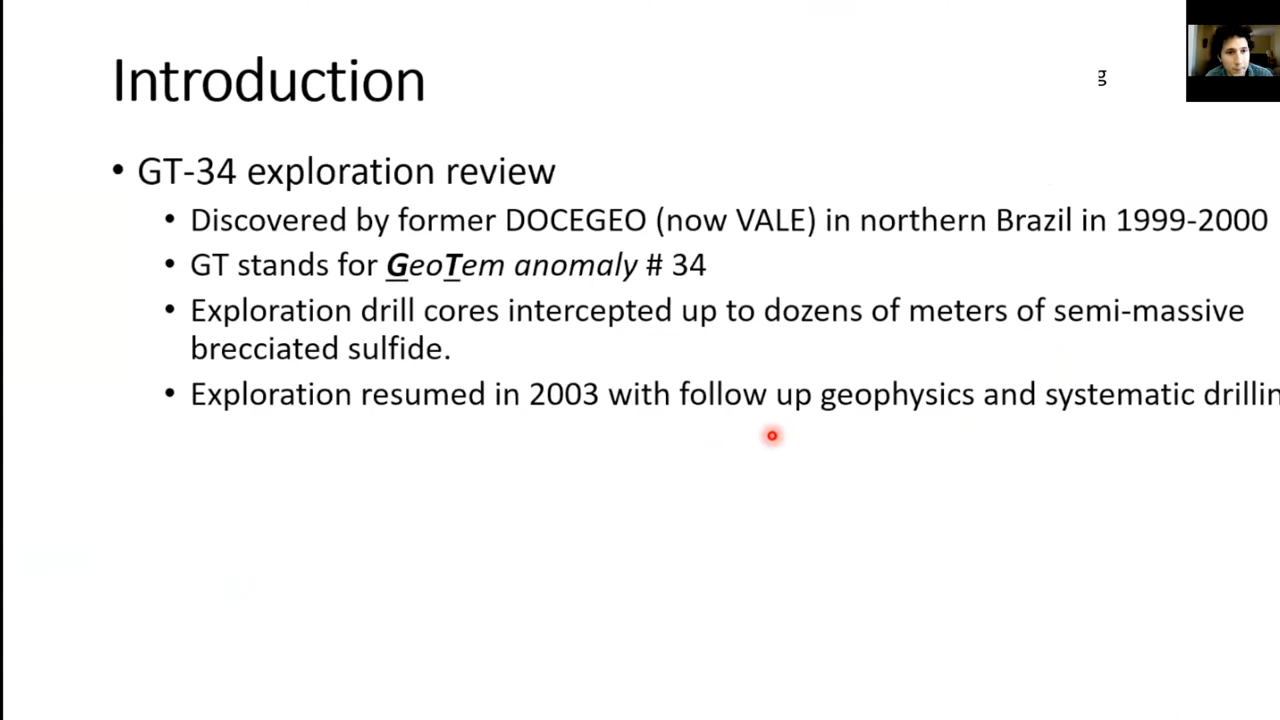 Introduction
g
• GT-34 exploration review
• Discovered by former DOCEGEO (now VALE) in northern Brazil in 1999-2000
• GT stands for GeoTem anomaly # 34
• Exploration drill cores intercepted up to dozens of meters of semi-massive
brecciated sulfide.
• Exploration resumed in 2003 with follow up geophysics and systematic drillin